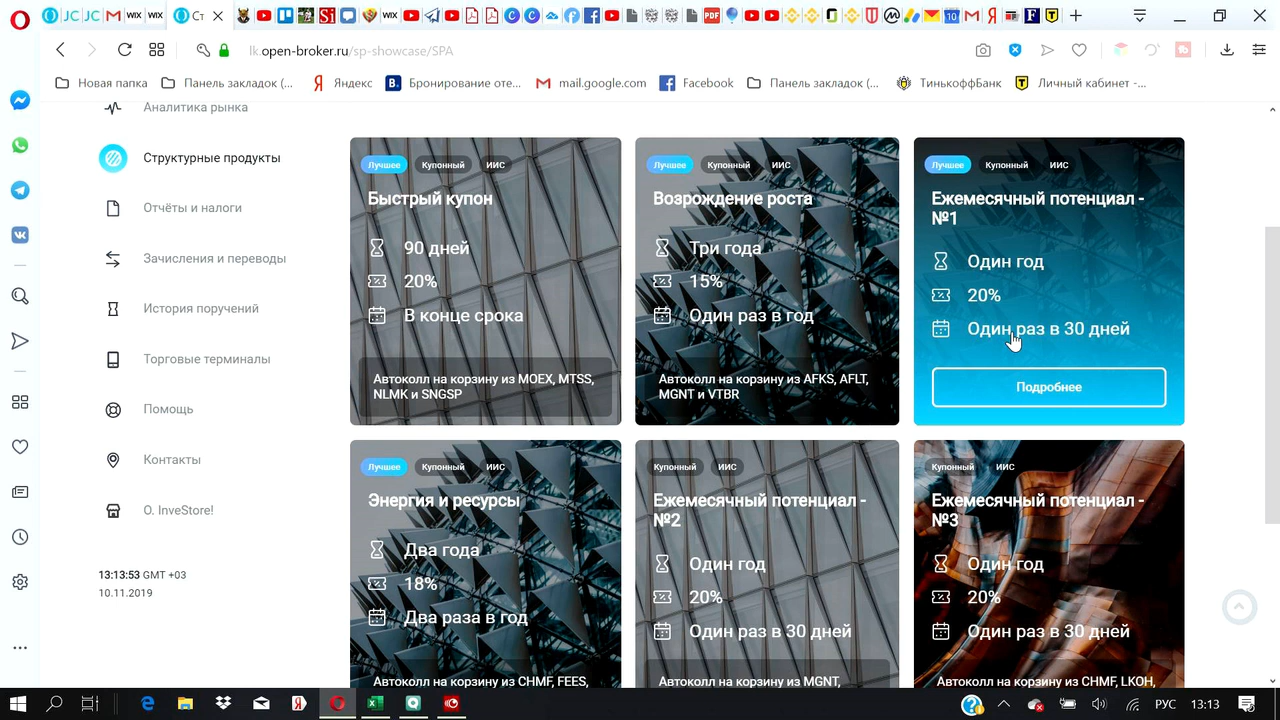 WIX
WIX
Ст
WIX
Si
WIX
PDF
10
lk.open-broker.ru/sp-showcase/SPA
Новая папка
Панель закладок (...
Яндекс
Бронирование оте...
mail.google.com
Facebook
Панель закладок (...
ТинькоффБанк
Личный кабинет -...
Аналитика рынка
Структурные продукты
Отчёты и налоги
Зачисления и переводы
История поручений
Торговые терминалы
Помощь
Контакты
O. InveStore!
13:13:53 GMT +03
10.11.2019
Лучшее
Купонный
ИИС
Быстрый купон
90 дней
20%
В конце срока
Автоколл на корзину из MOEX, MTSS,
NLMK и SNGSP
Лучшее
Купонный
ИИС
Возрождение роста
Три года
15%
Один раз в год
Автоколл на корзину из AFKS, AFLT,
MGNT и VTBR
Лучшее
Купонный
ИИС
Ежемесячный потенциал -
№1
Один год
20%
Один раз в 30 дней
Подробнее
Лучшее
Купонный
ИИС
Энергия и ресурсы
Два года
18%
Два раза в год
Автоколл на корзину из CHMF, FEES,
Купонный
ИИС
Ежемесячный потенциал -
№2
Один год
20%
Один раз в 30 дней
Автоколл на корзину из MGNT,
Купонный
ИИС
Ежемесячный потенциал -
№3
Один год
20%
Один раз в 30 дней
Автоколл на корзину из CHMF, LKOH,
РУС
13:13